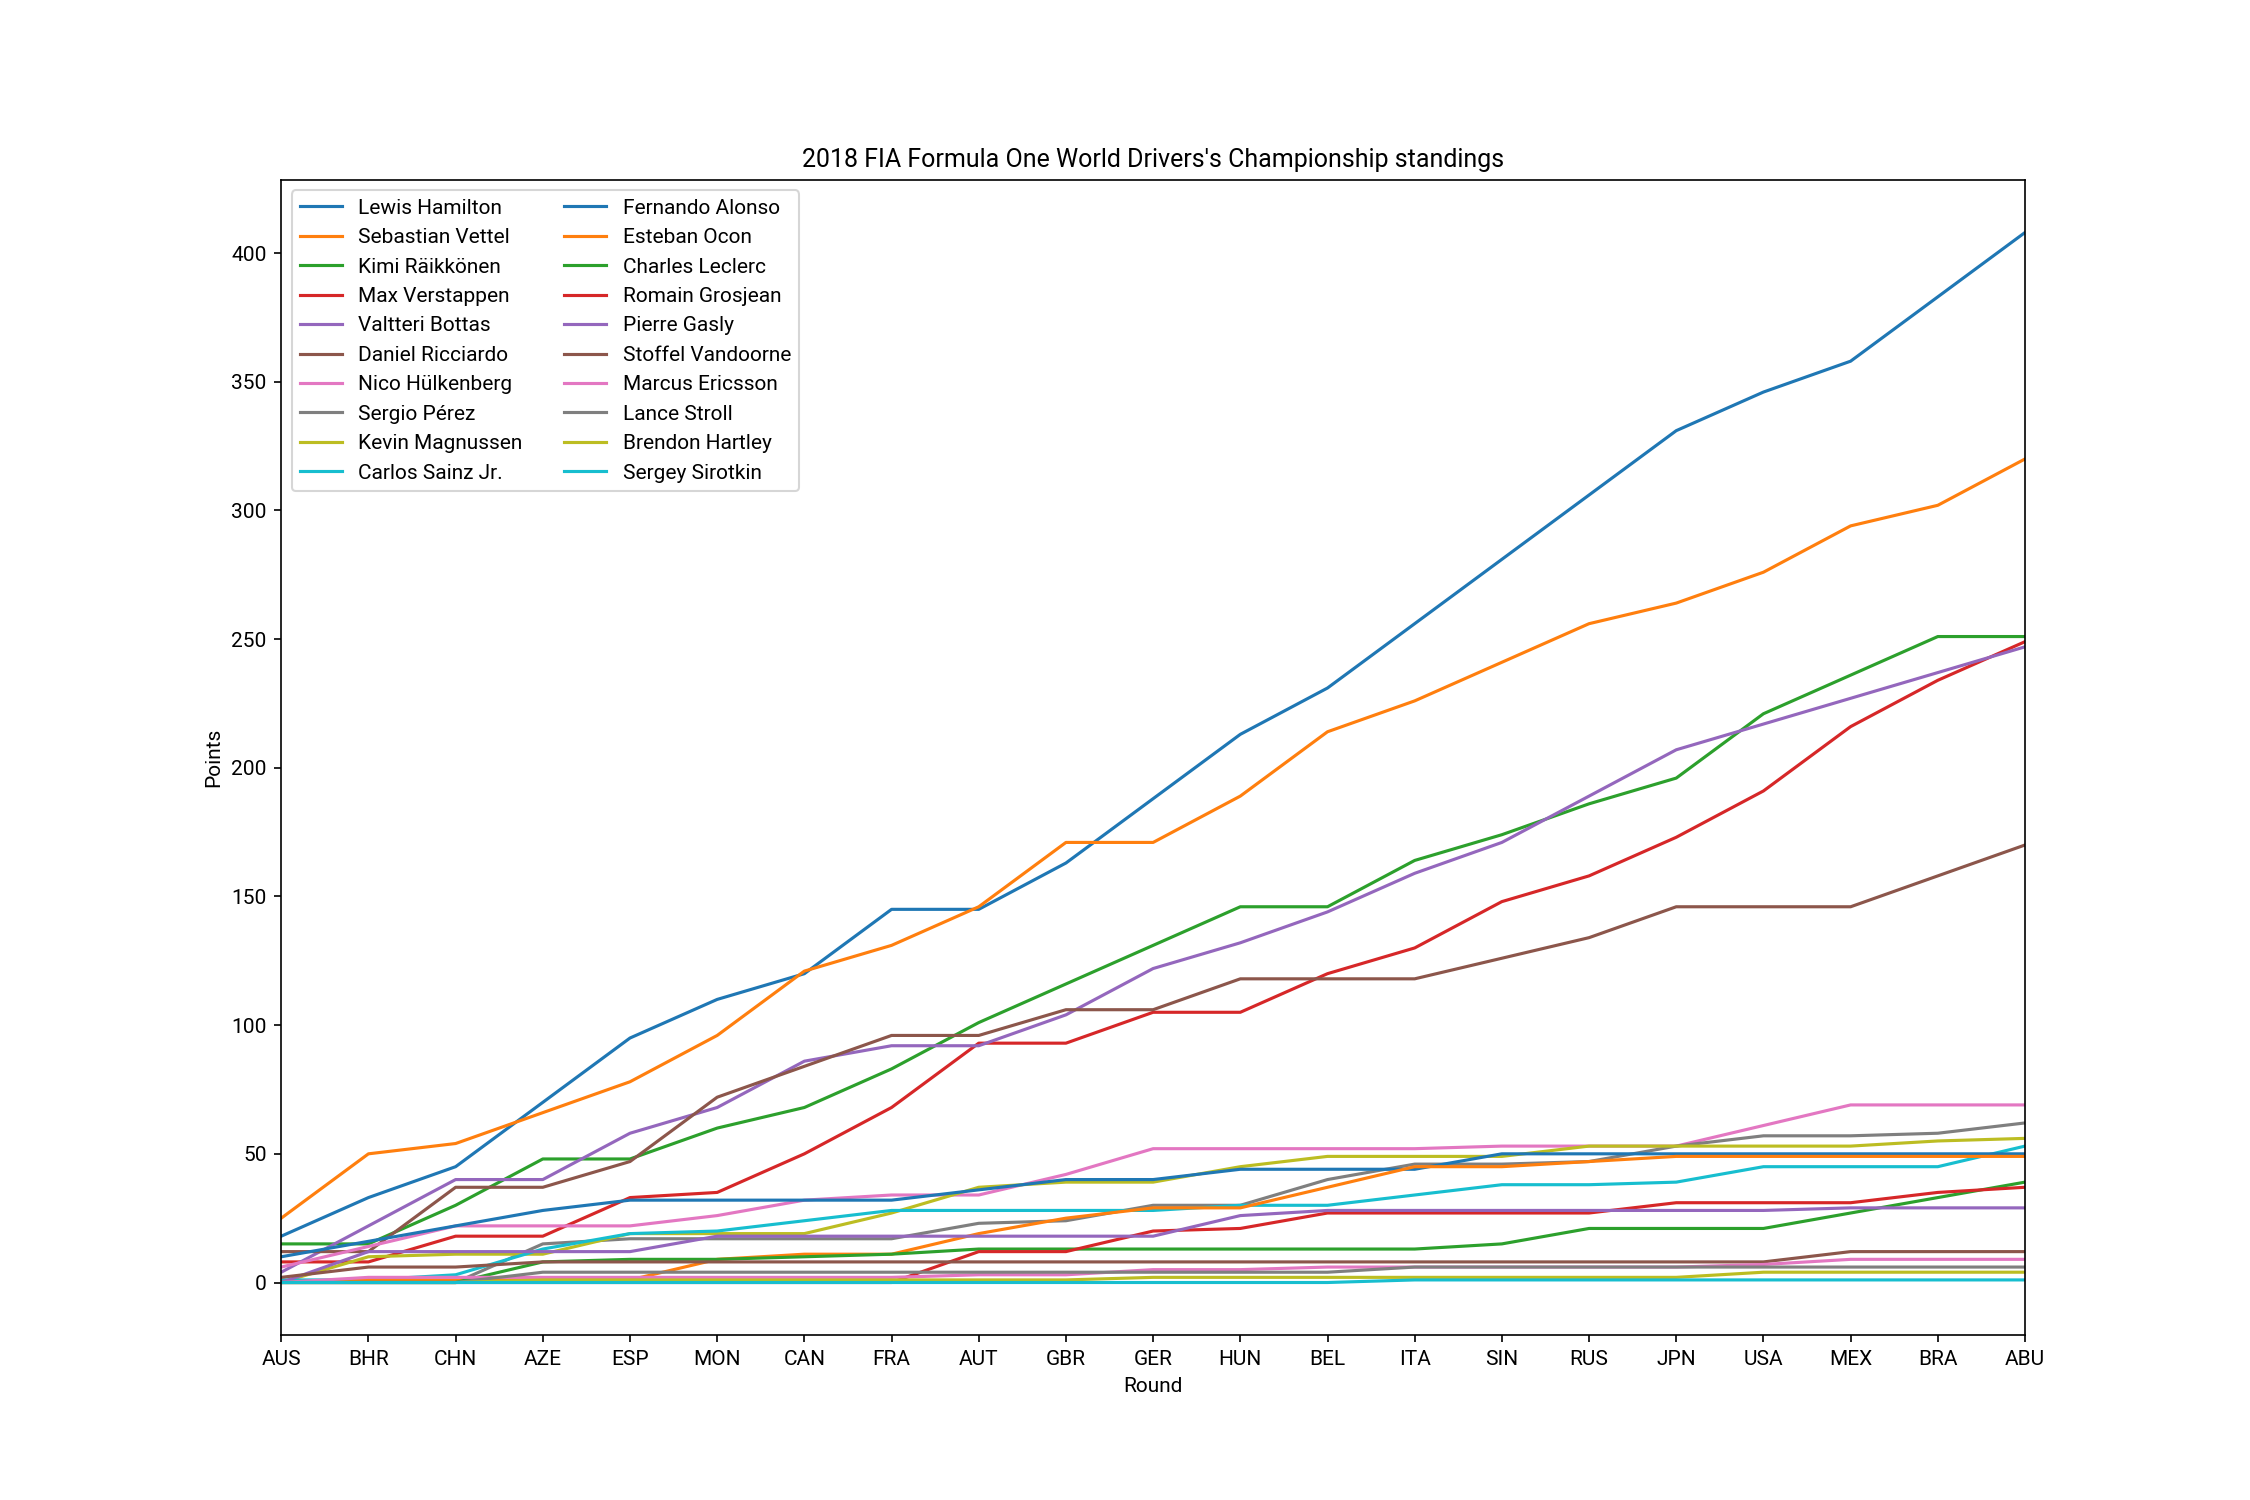 2018 FIA Formula One World Drivers's Championship standings
Lewis Hamilton
Sebastian Vettel
Kimi Räikkönen
Max Verstappen
Valtteri Bottas
Daniel Ricciardo
Nico Hülkenberg
Sergio Pérez
Kevin Magnussen
Carlos Sainz Jr.
Fernando Alonso
Esteban Ocon
Charles Leclerc
Romain Grosjean
Pierre Gasly
Stoffel Vandoorne
Marcus Ericsson
Lance Stroll
Brendon Hartley
Sergey Sirotkin
Points
400
350
300
250
200
150
100
50
0
AUS BHR CHN AZE ESP MON CAN FRA AUT GBR GER HUN BEL ITA SIN RUS JPN USA MEX BRA ABU
Round